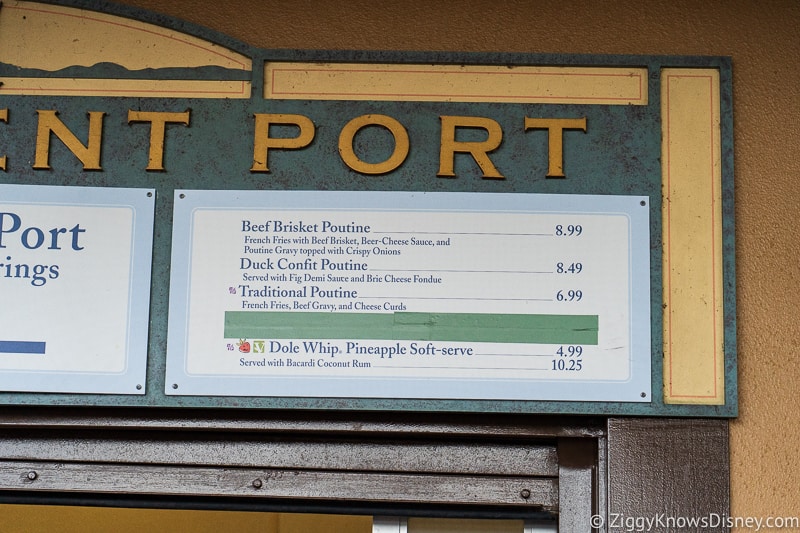 ENT PORT
Port
rings
Beef Brisket Poutine 8.99
French Fries with Beef Brisket, Beer-Cheese Sauce, and
Poutine Gravy topped with Crispy Onions
Duck Confit Poutine 8.49
Served with Fig Demi Sauce and Brie Cheese Fondue
Traditional Poutine 6.99
French Fries, Beef Gravy, and Cheese Curds
V Dole Whip® Pineapple Soft-serve 4.99
Served with Bacardi Coconut Rum 10.25
© ZiggyKnowsDisney.com